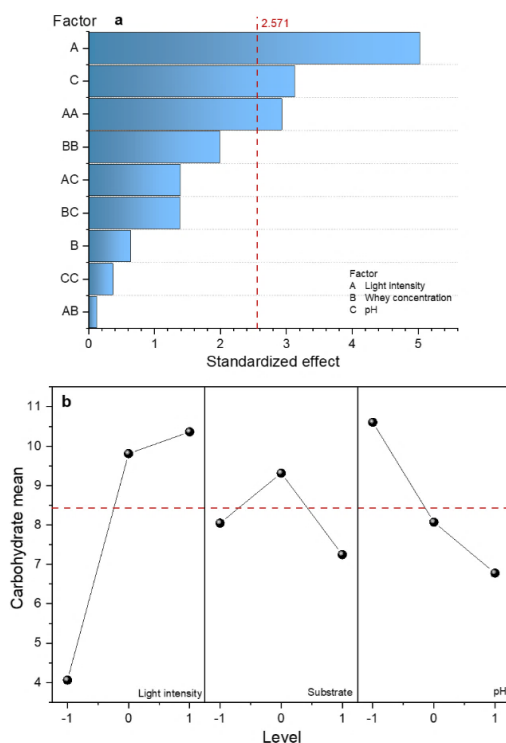 Factor a
2.571
A
C
AA
BB
AC
BC
B
CC
AB
Factor
A Light intensity
B Whey concentration
C pH
0 1 2 3 4 5
Standardized effect
b
11
10
9
8
7
6
5
4
Carbohydrate mean
Light intensity Substrate pH
-1 0 1 -1 0 1 -1 0 1
Level